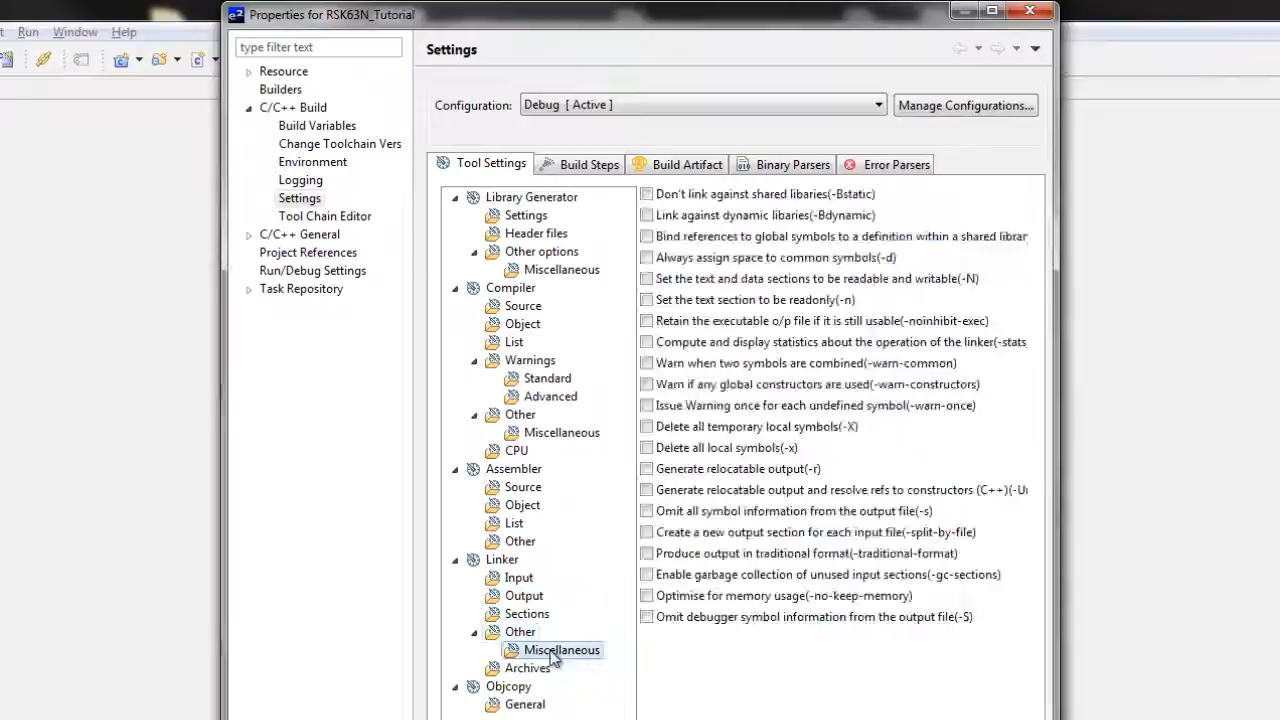 e2 Properties for RSK63N_Tutorial
t Run Window Help
type filter text
Resource
Builders
C/C++ Build
Build Variables
Change Toolchain Vers
Environment
Logging
Settings
Tool Chain Editor
C/C++ General
Project References
Run/Debug Settings
Task Repository
Settings
Configuration: Debug [ Active ] Manage Configurations...
Tool Settings Build Steps Build Artifact Binary Parsers Error Parsers
Library Generator
Settings
Header files
Other options
Miscellaneous
Compiler
Source
Object
List
Warnings
Standard
Advanced
Other
Miscellaneous
CPU
Assembler
Source
Object
List
Other
Linker
Input
Output
Sections
Other
Miscellaneous
Archives
Objcopy
General
Don't link against shared libaries(-Bstatic)
Link against dynamic libaries(-Bdynamic)
Bind references to global symbols to a definition within a shared librar
Always assign space to common symbols(-d)
Set the text and data sections to be readable and writable(-N)
Set the text section to be readonly(-n)
Retain the executable o/p file if it is still usable(-noinhibit-exec)
Compute and display statistics about the operation of the linker(-stats
Warn when two symbols are combined(-warn-common)
Warn if any global constructors are used(-warn-constructors)
Issue Warning once for each undefined symbol(-warn-once)
Delete all temporary local symbols(-X)
Delete all local symbols(-x)
Generate relocatable output(-r)
Generate relocatable output and resolve refs to constructors (C++)(-Ur
Omit all symbol information from the output file(-s)
Create a new output section for each input file(-split-by-file)
Produce output in traditional format(-traditional-format)
Enable garbage collection of unused input sections(-gc-sections)
Optimise for memory usage(-no-keep-memory)
Omit debugger symbol information from the output file(-S)